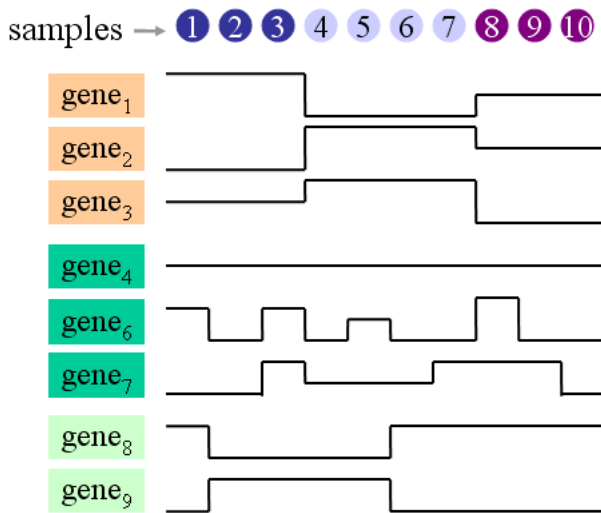 samples → 1 2 3 4 5 6 7 8 9 10
gene₁
gene₂
gene₃
gene₄
gene₆
gene₇
gene₈
gene₉